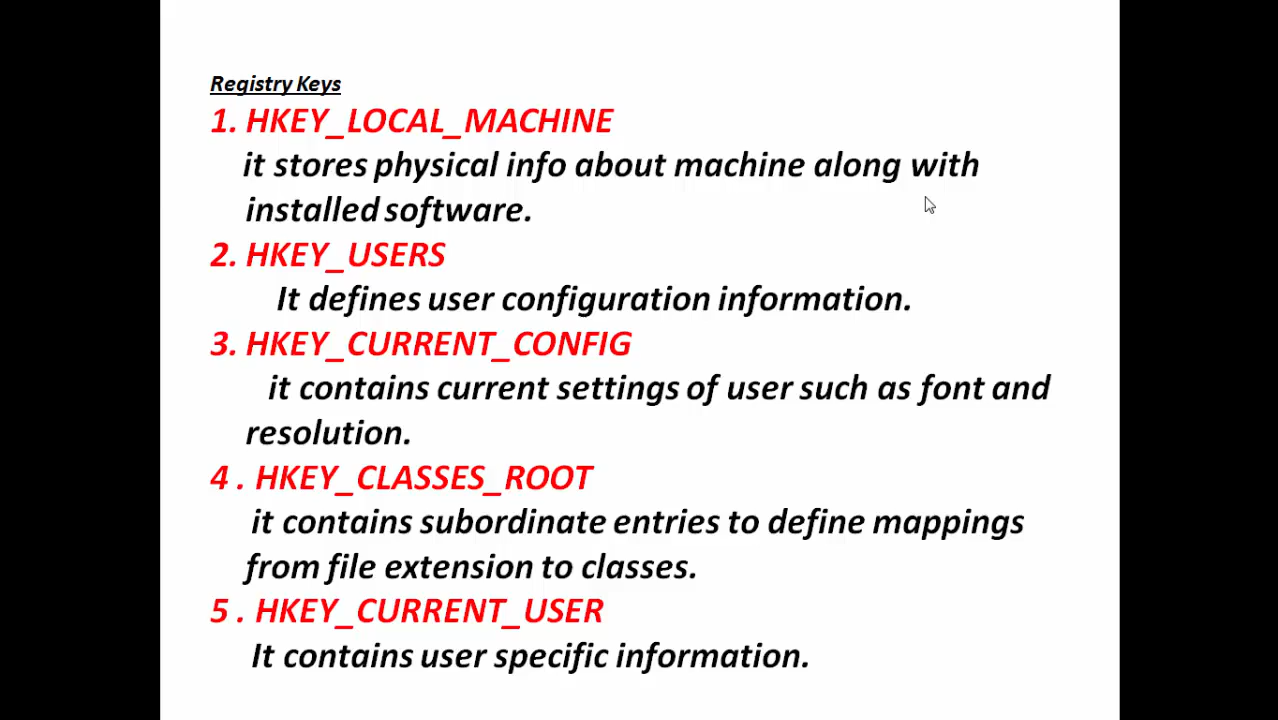 Registry Keys
1. HKEY_LOCAL_MACHINE
it stores physical info about machine along with
installed software.
2. HKEY_USERS
It defines user configuration information.
3. HKEY_CURRENT_CONFIG
it contains current settings of user such as font and
resolution.
4 . HKEY_CLASSES_ROOT
it contains subordinate entries to define mappings
from file extension to classes.
5 . HKEY_CURRENT_USER
It contains user specific information.